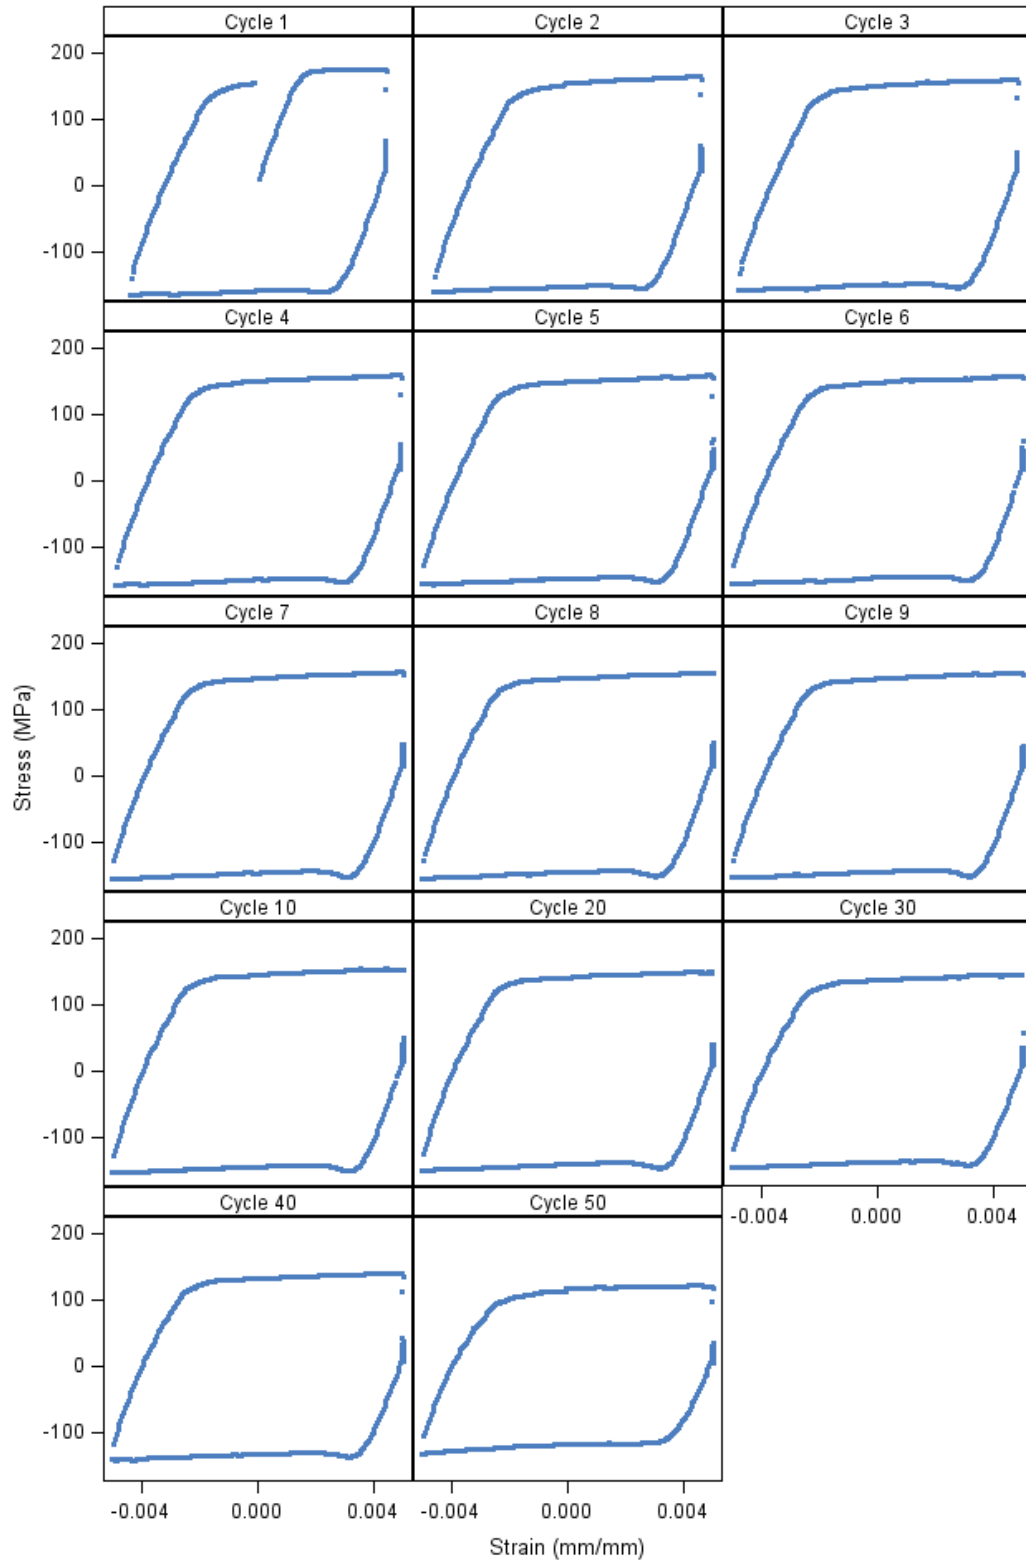 Cycle 1 Cycle 2 Cycle 3
200
100
0
-100
Cycle 4 Cycle 5 Cycle 6
200
100
0
-100
Cycle 7 Cycle 8 Cycle 9
200
100
0
-100
Stress (MPa)
Cycle 10 Cycle 20 Cycle 30
200
100
0
-100
-0.004 0.000 0.004
Cycle 40 Cycle 50
200
100
0
-100
-0.004 0.000 0.004 -0.004 0.000 0.004
Strain (mm/mm)